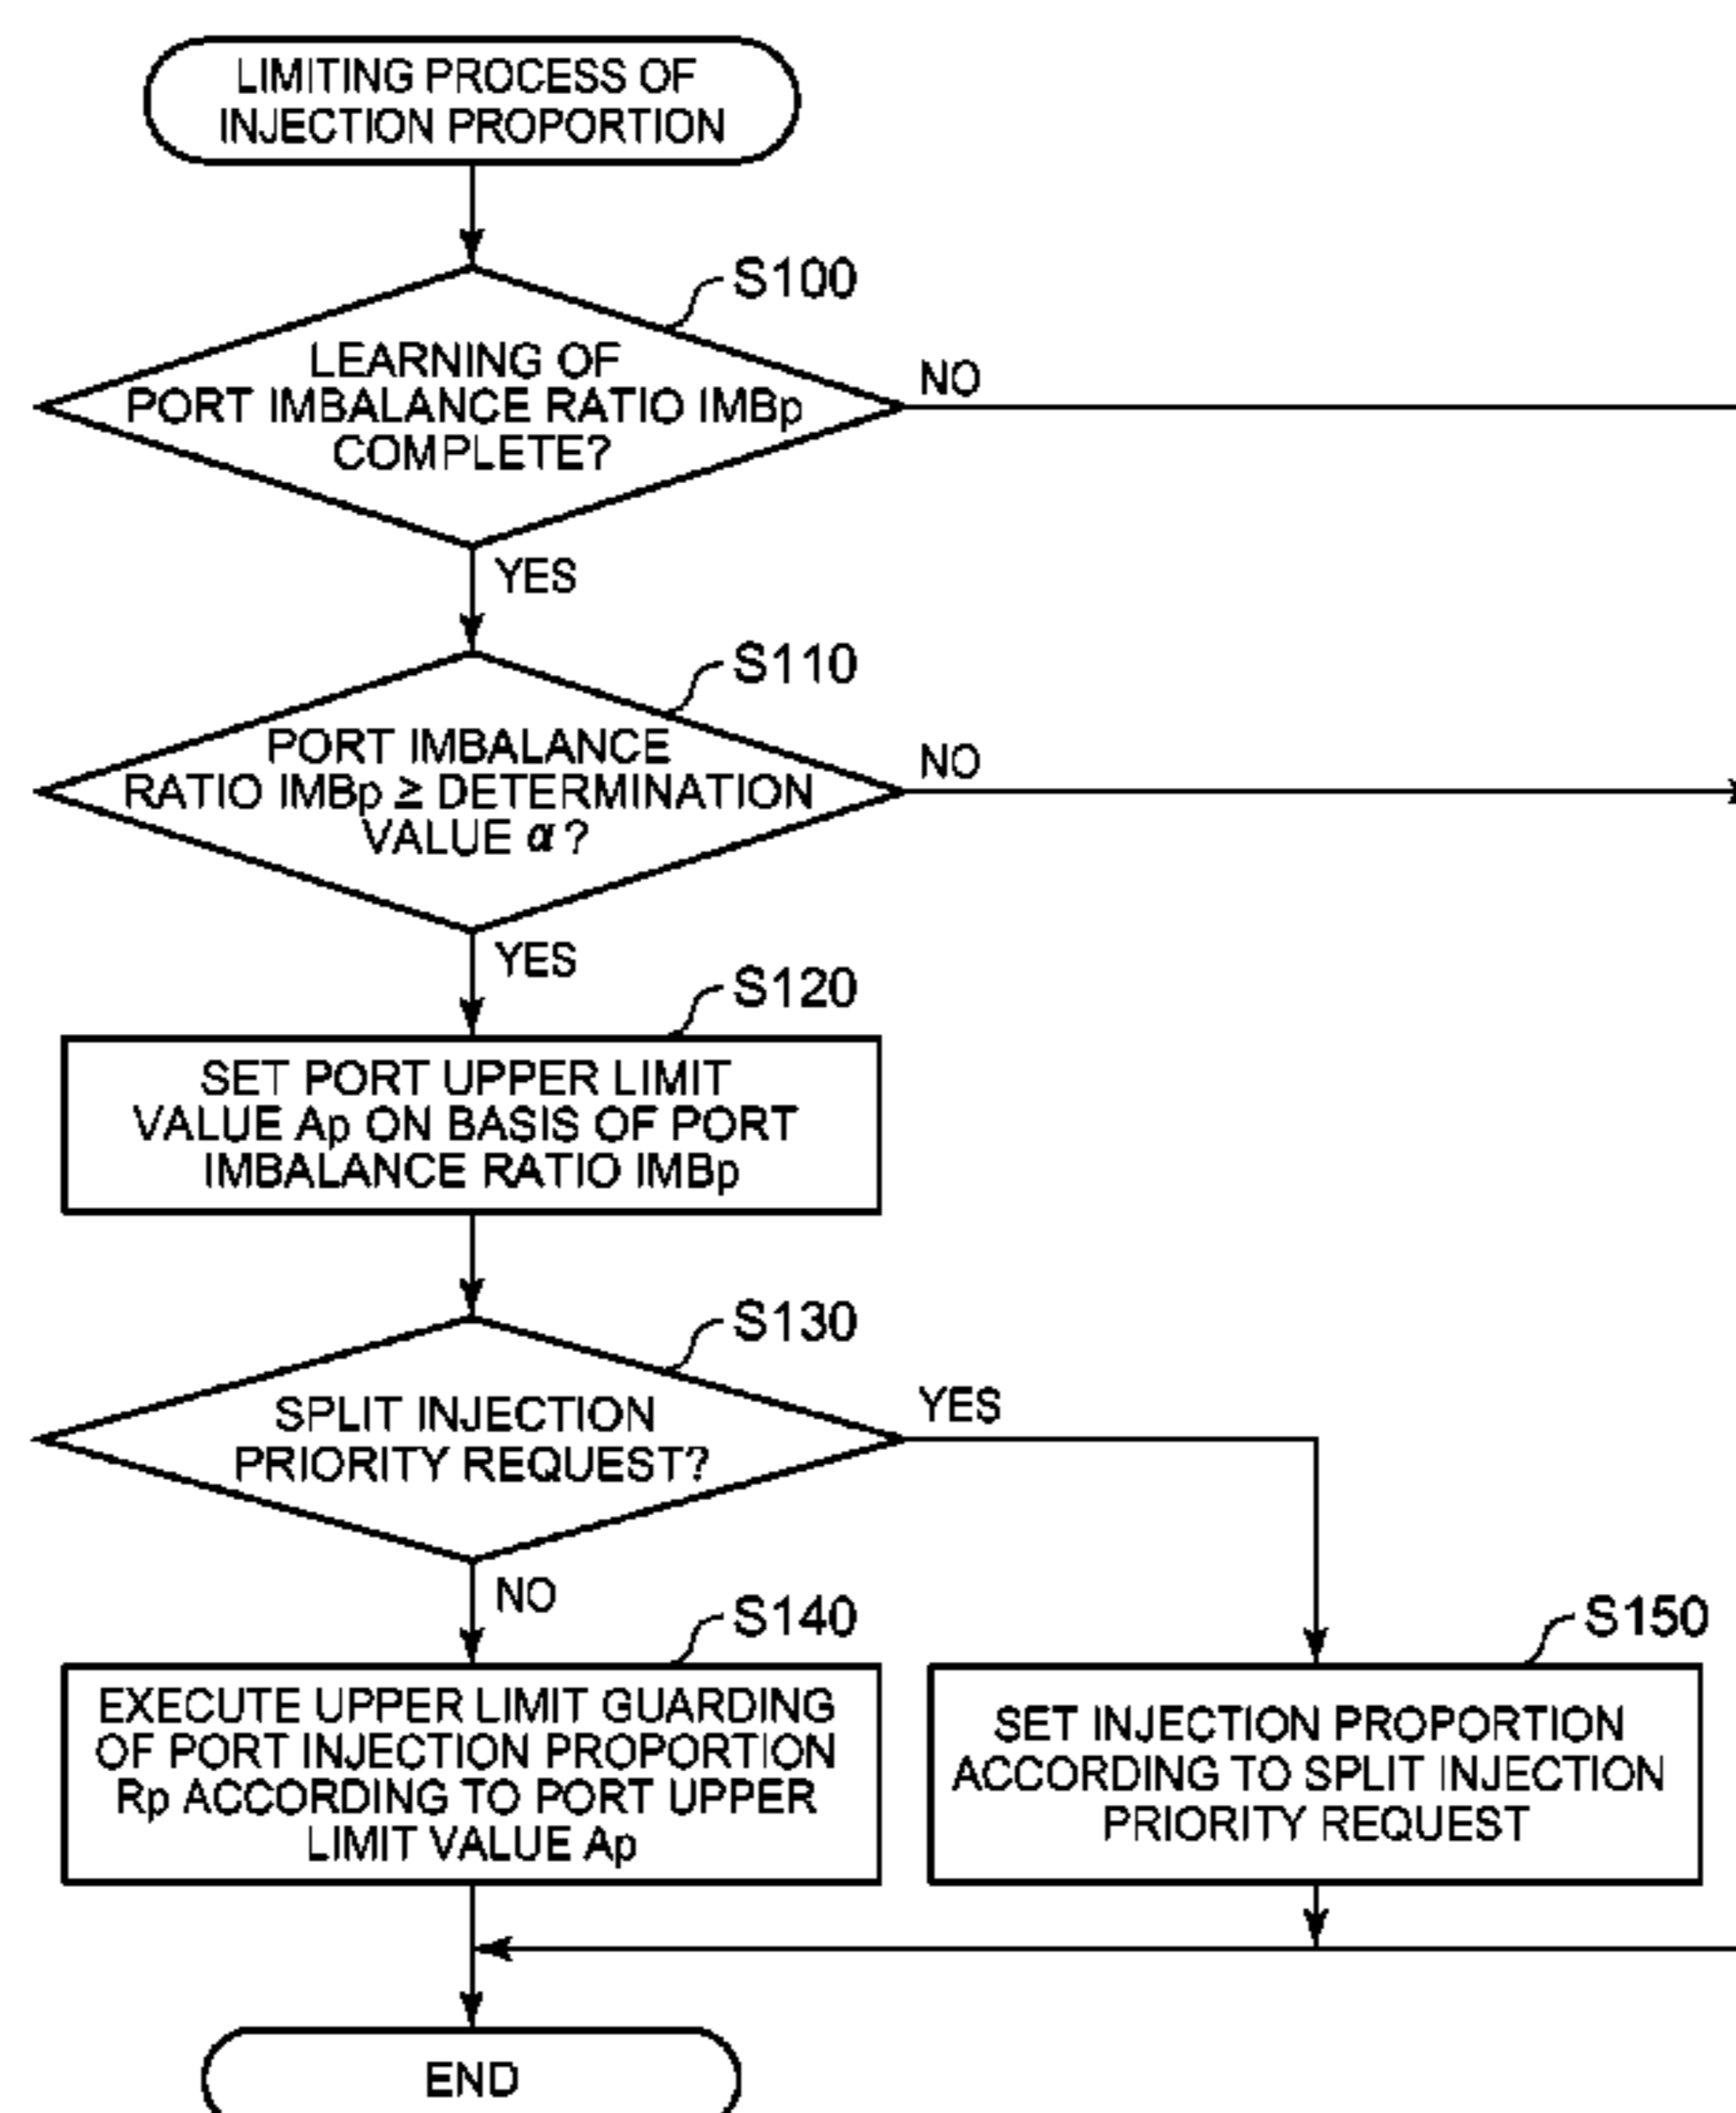 LIMITING PROCESS OF
INJECTION PROPORTION
S100
LEARNING OF
PORT IMBALANCE RATIO IMBp
COMPLETE?
NO
YES
S110
PORT IMBALANCE
RATIO IMBp ≥ DETERMINATION
VALUE α?
NO
YES
S120
SET PORT UPPER LIMIT
VALUE Ap ON BASIS OF PORT
IMBALANCE RATIO IMBp
S130
SPLIT INJECTION
PRIORITY REQUEST?
YES
NO
S140
EXECUTE UPPER LIMIT GUARDING
OF PORT INJECTION PROPORTION
Rp ACCORDING TO PORT UPPER
LIMIT VALUE Ap
S150
SET INJECTION PROPORTION
ACCORDING TO SPLIT INJECTION
PRIORITY REQUEST
END